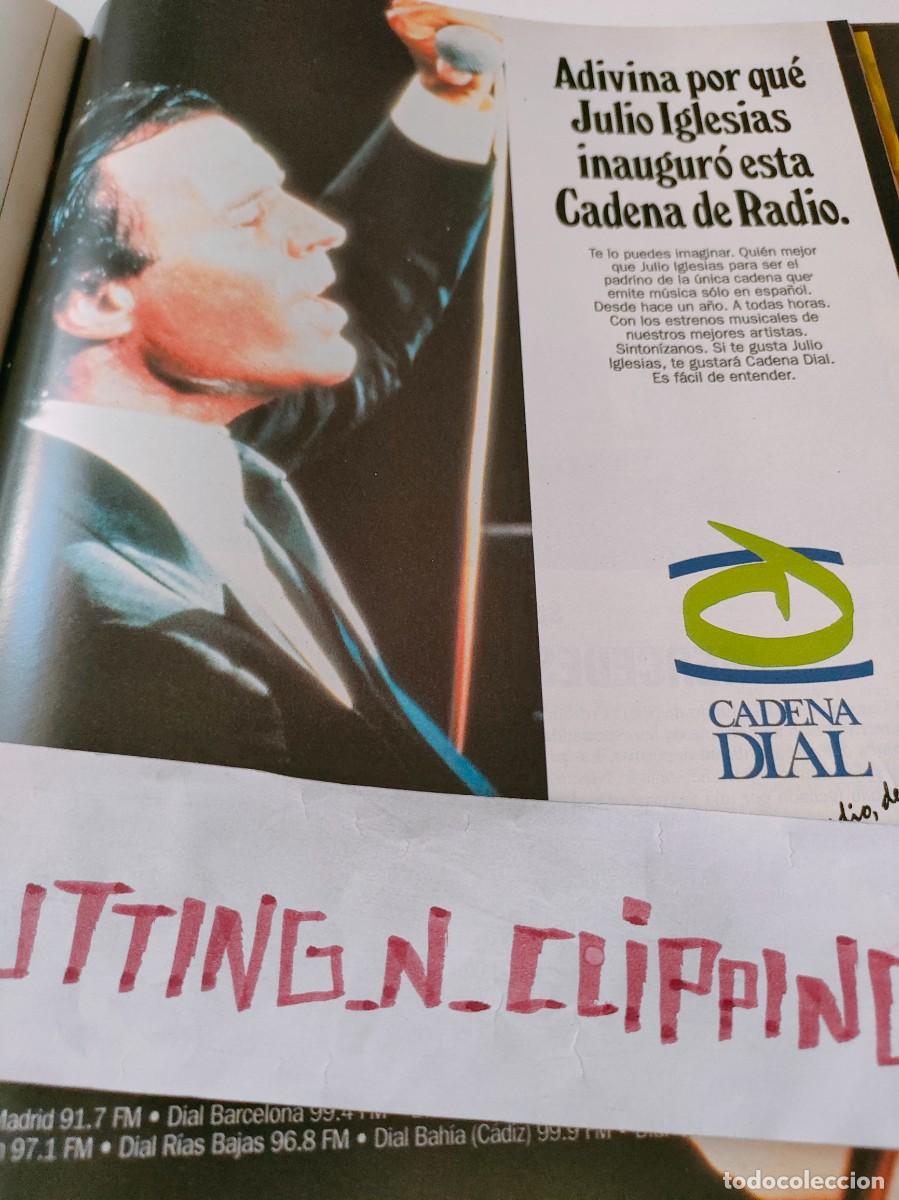 Adivina por qué
Julio Iglesias
inauguró esta
Cadena de Radio.
Te lo puedes imaginar. Quién mejor
que Julio Iglesias para ser el
padrino de la única cadena que
emite música sólo en español.
Desde hace un año. A todas horas.
Con los estrenos musicales de
nuestros mejores artistas.
Sintonízanos. Si te gusta Julio
Iglesias, te gustará Cadena Dial.
Es fácil de entender.
CADENA
DIAL
dio, de
UTTING_N_CLIPPING
Madrid 91.7 FM • Dial Barcelona 99.4 FM
97.1 FM • Dial Rías Bajas 96.8 FM • Dial Bahía (Cádiz) 99.9 FM •
todocoleccion